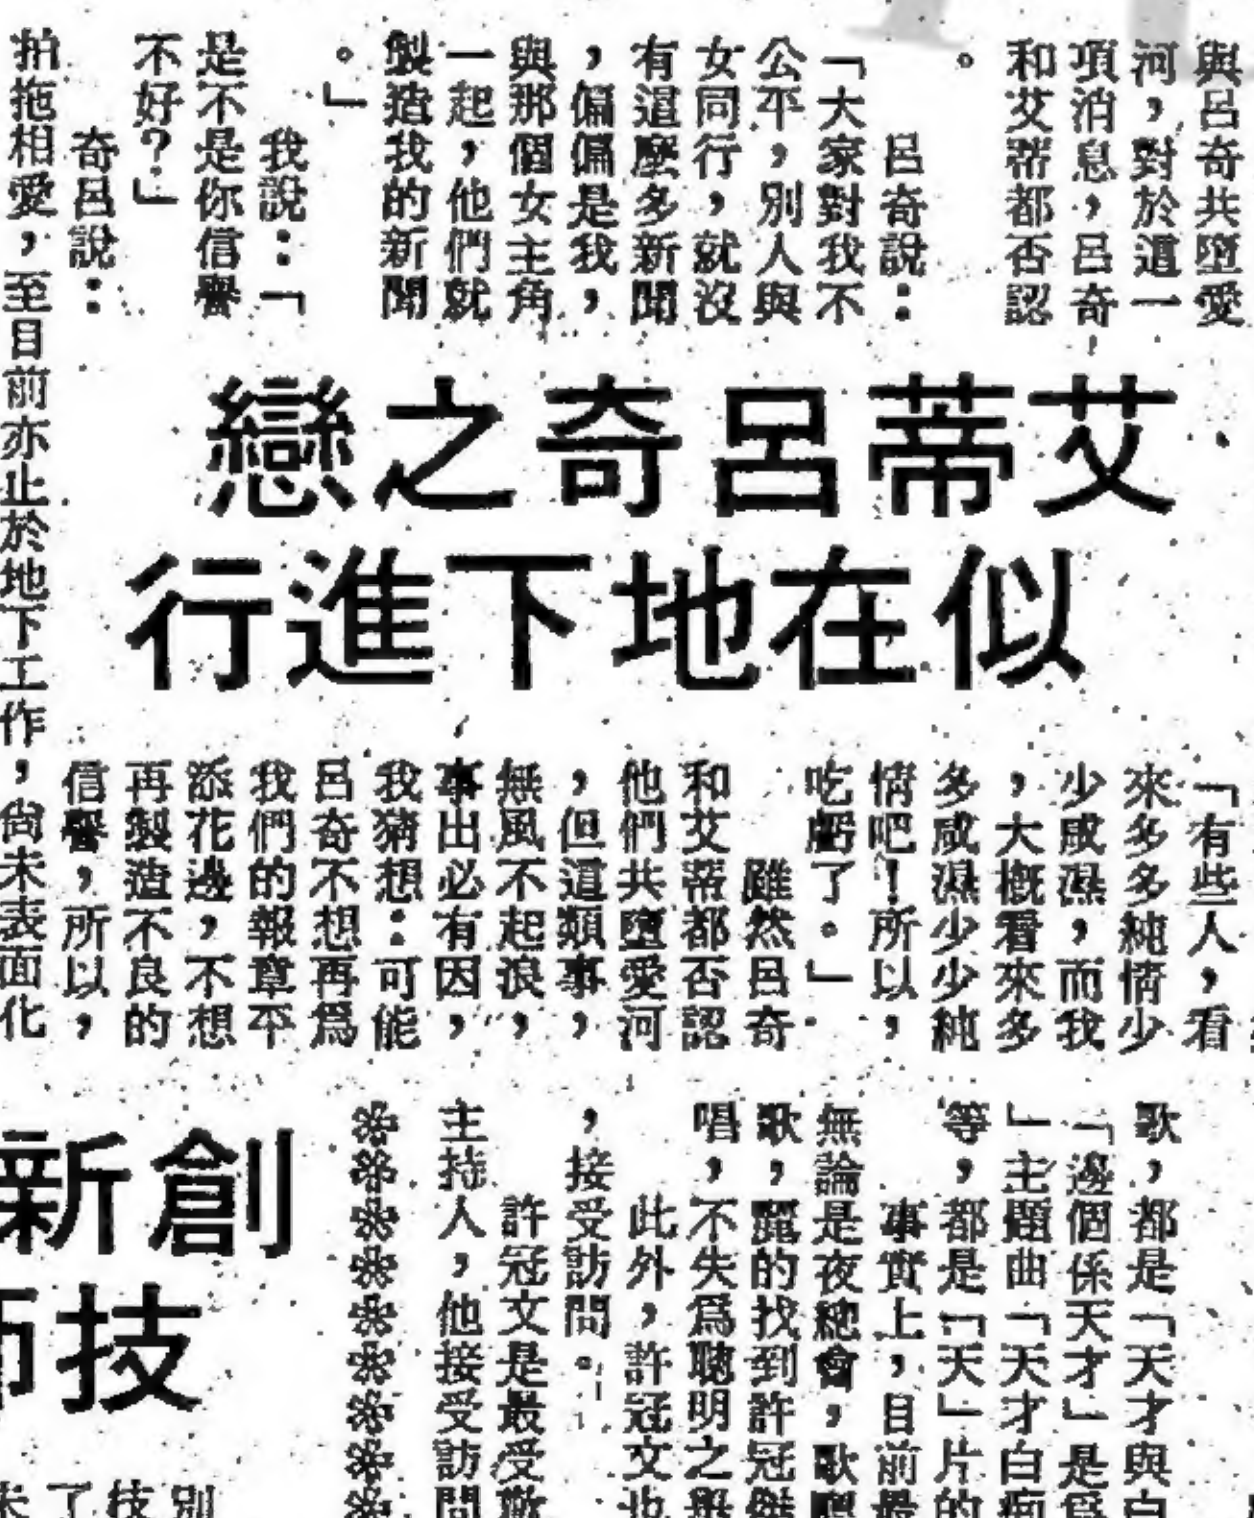 與呂奇共墮愛
河，對於這一
項消息，呂奇
和艾蒂都否認
。
呂奇說：
「大家對我不
公平，別人與
女同行，就沒
有這麼多新聞
，偏偏是我，
與那個女主角
一起，他們就
製造我的新聞
。」
我說：「
是不是你信譽
不好？」
奇呂說：
艾蒂呂奇之戀
似在地下進行
「有些人，看
來多多純情少
少咸濕，而我
，大概看來多
多咸濕少少純
情吧！所以，
吃虧了。」
雖然呂奇
和艾蒂都否認
他們共墮愛河
，但這類事，
無風不起浪，
事出必有因，
我猜想：可能
呂奇不想再爲
我們的報章平
添花邊，不想
再製造不良的
信譽，所以，
拍拖相愛，至目前亦止於地下工作，尙未表面化
歌，都是「天才與白
「邊個係天才」是爲
」主題曲「天才白痴
等，都是「天」片的
事實上，目前最
無論是夜總會，歌
歌，麗的找到許冠傑
唱，不失爲聰明之舉
此外，許冠文也
，接受訪問。
許冠文是最受歡
主持人，他接受訪問
創新
技
別
技
了